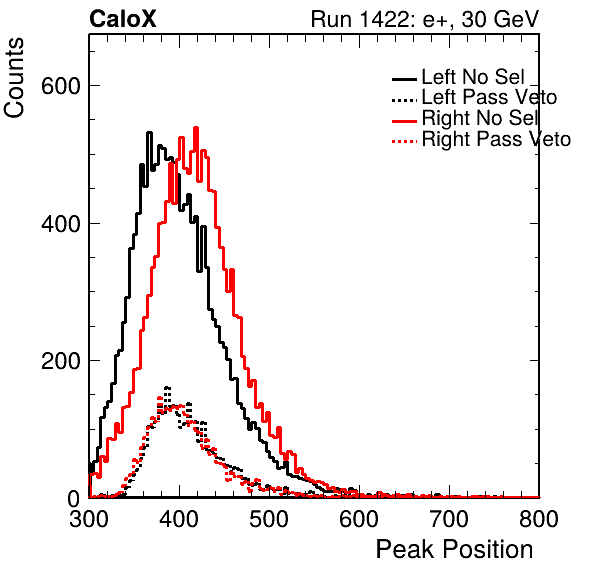 CaloX Run 1422: e+, 30 GeV
Counts
600
400
200
0
Left No Sel
Left Pass Veto
Right No Sel
Right Pass Veto
300 400 500 600 700 800
Peak Position